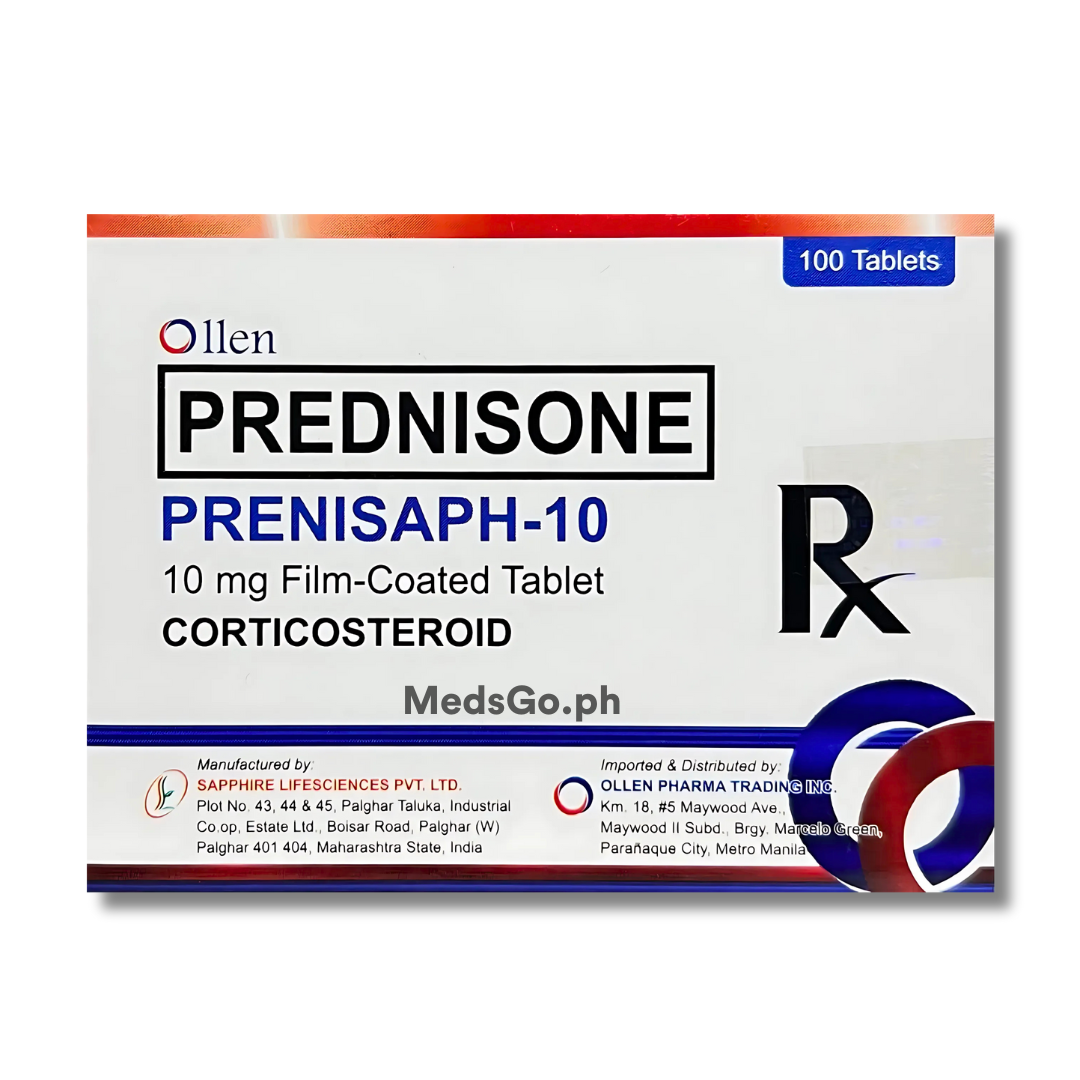 100 Tablets
Ollen
PREDNISONE
PRENISAPH-10
10 mg Film-Coated Tablet
CORTICOSTEROID
Rx
MedsGo.ph
Manufactured by:
SAPPHIRE LIFESCIENCES PVT. LTD.
Plot No. 43, 44 & 45, Palghar Taluka, Industrial
Co.op, Estate Ltd., Boisar Road, Palghar (W)
Palghar 401 404, Maharashtra State, India
Imported & Distributed by:
OLLEN PHARMA TRADING INC.
Km. 18, #5 Maywood Ave.,
Maywood II Subd., Brgy. Marcelo Green,
Parañaque City, Metro Manila